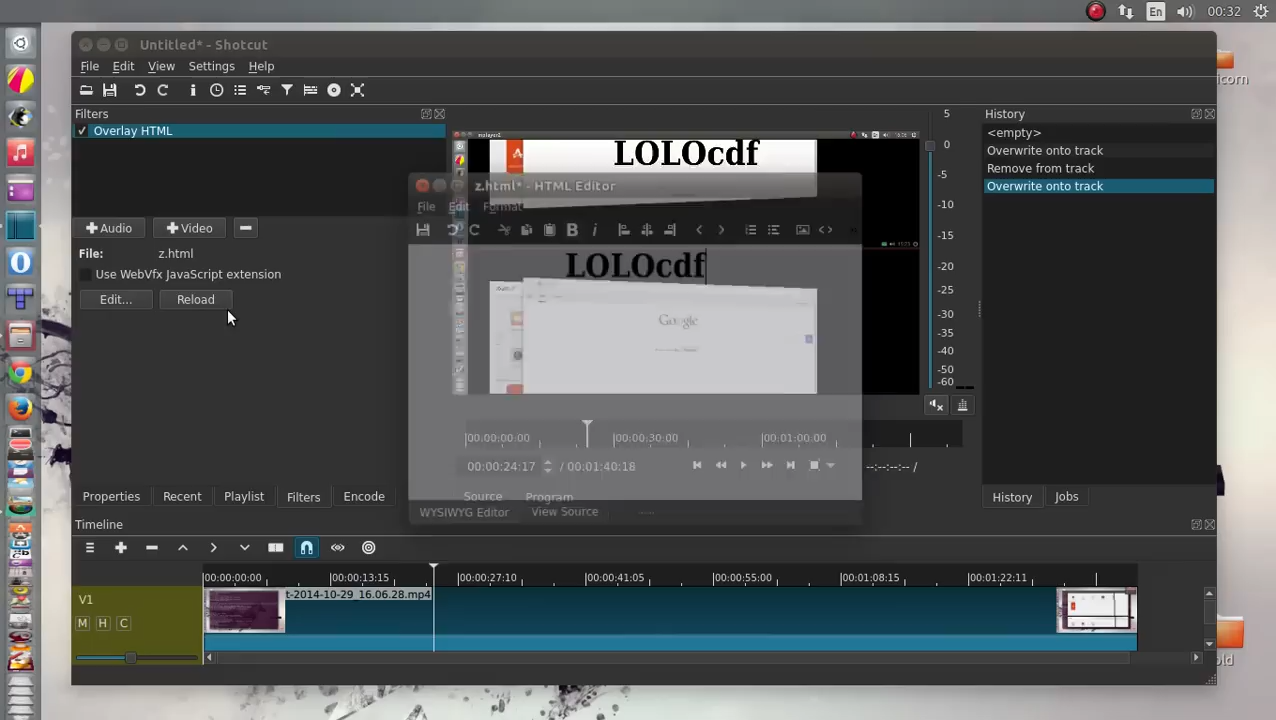 En
00:32
Untitled* - Shotcut
File Edit View Settings Help
Filters
Overlay HTML
Audio
Video
File: z.html
Use WebVfx JavaScript extension
Edit...
Reload
LOLOcdf
z.html* - HTML Editor
File Edit Format
LOLOcdf
Google
00:00:00:00
00:00:30:00
00:01:00:00
00:00:24:17 / 00:01:40:18
--:--:--:-- /
Source Program
WYSIWYG Editor View Source
5
0
-5
-10
-15
-20
-25
-30
-35
-40
-50
-60
History
<empty>
Overwrite onto track
Remove from track
Overwrite onto track
Properties Recent Playlist Filters Encode
History Jobs
Timeline
00:00:00:00
00:00:13:15
00:00:27:10
00:00:41:05
00:00:55:00
00:01:08:15
00:01:22:11
V1
M H C
t-2014-10-29_16.06.28.mp4
icorn
old